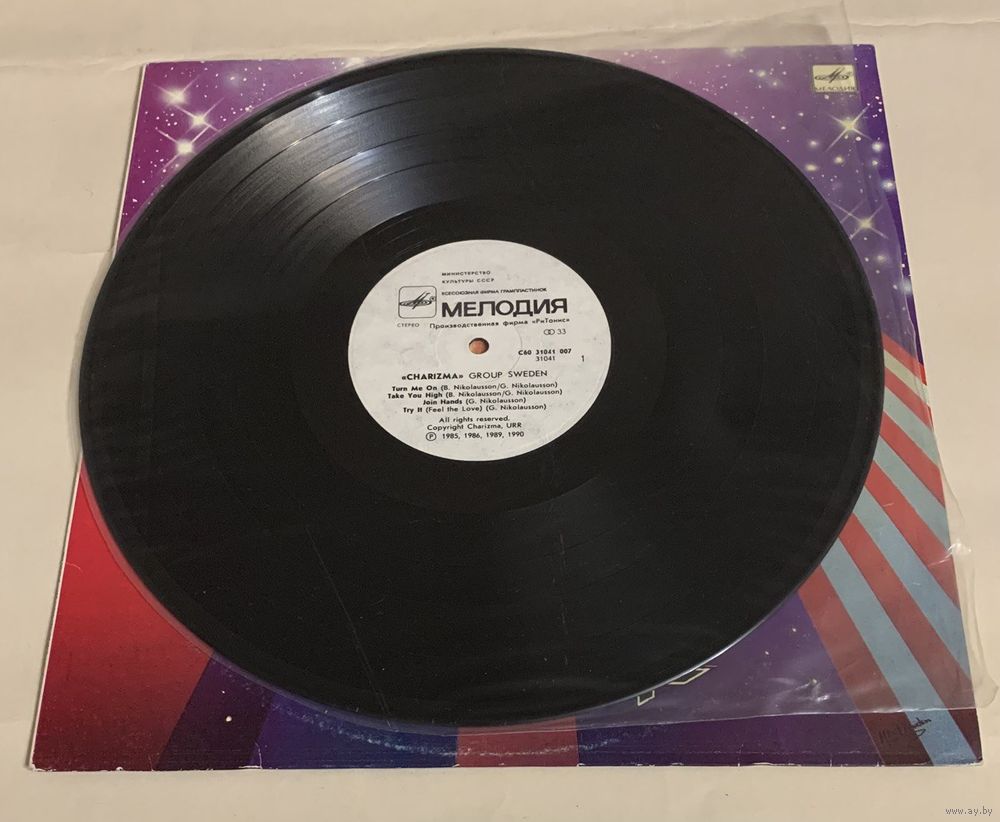 МЕЛОДИЯ
МИНИСТЕРСТВО
КУЛЬТУРЫ СССР
ВСЕСОЮЗНАЯ ФИРМА ГРАМПЛАСТИНОК
МЕЛОДИЯ
СТЕРЕО Производственная фирма «РиТонис»
33
С60 31041 007
31041 1
«CHARIZMA» GROUP SWEDEN
Turn Me On (B. Nikolausson/G. Nikolausson)
Take You High (B. Nikolausson/G. Nikolausson)
Join Hands (G. Nikolausson)
Try It (Feel the Love) (G. Nikolausson)
All rights reserved.
Copyright Charizma, URR
Ⓟ 1985, 1986, 1989, 1990
www.ay.by